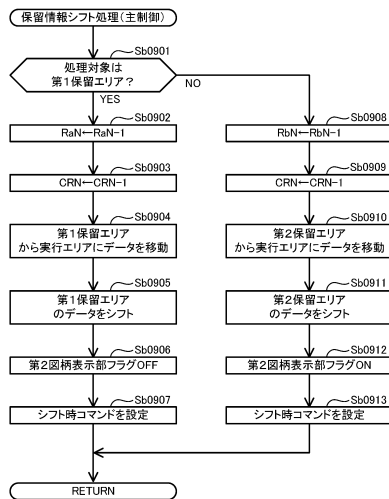 保留情報シフト処理(主制御)
Sb0901
処理対象は
第1保留エリア?
YES
NO
Sb0902
RaN←RaN-1
Sb0903
CRN←CRN-1
Sb0904
第1保留エリア
から実行エリアにデータを移動
Sb0905
第1保留エリア
のデータをシフト
Sb0906
第2図柄表示部フラグOFF
Sb0907
シフト時コマンドを設定
Sb0908
RbN←RbN-1
Sb0909
CRN←CRN-1
Sb0910
第2保留エリア
から実行エリアにデータを移動
Sb0911
第2保留エリア
のデータをシフト
Sb0912
第2図柄表示部フラグON
Sb0913
シフト時コマンドを設定
RETURN